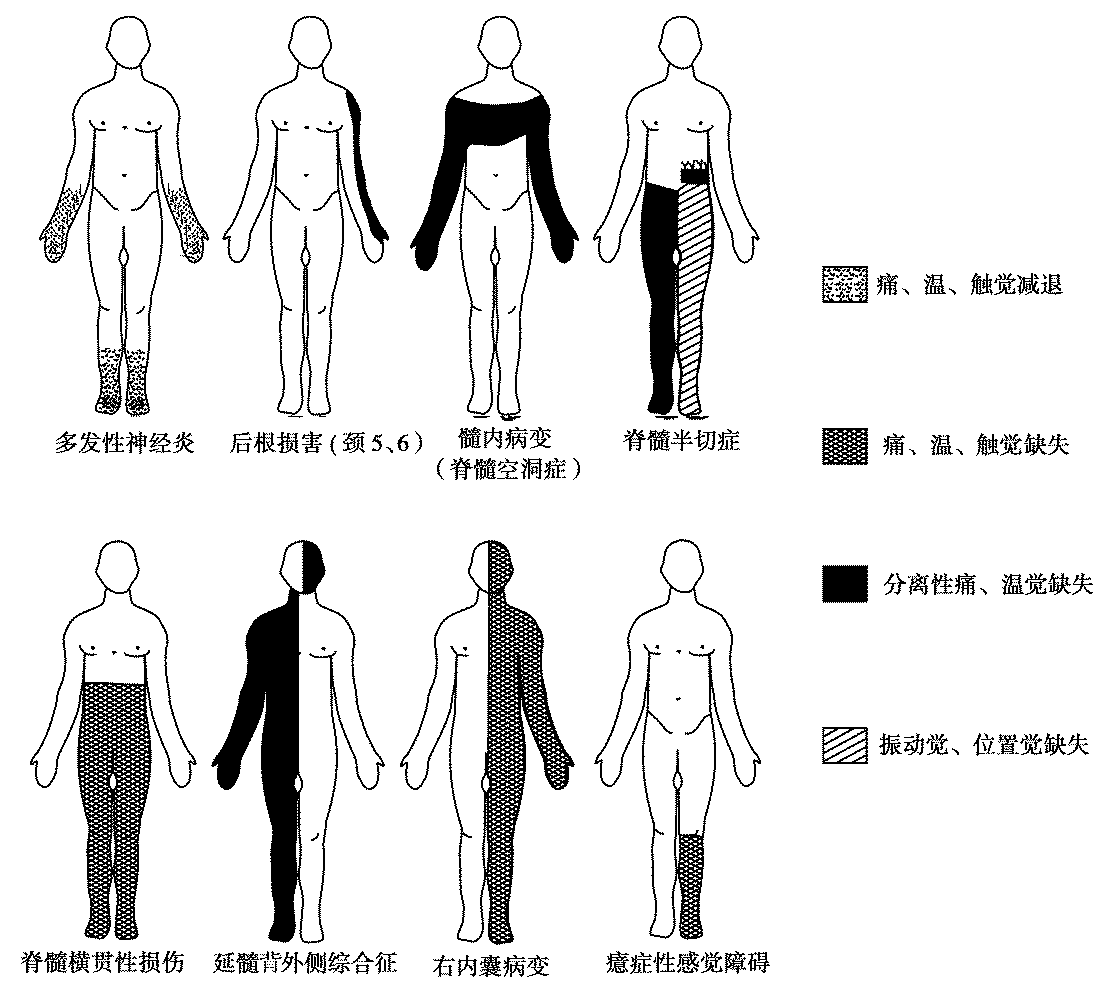 多发性神经炎
后根损害(颈5、6)
髓内病变
(脊髓空洞症)
脊髓半切症
痛、温、触觉减退
痛、温、触觉缺失
分离性痛、温觉缺失
振动觉、位置觉缺失
脊髓横贯性损伤
延髓背外侧综合征
右内囊病变
癔症性感觉障碍